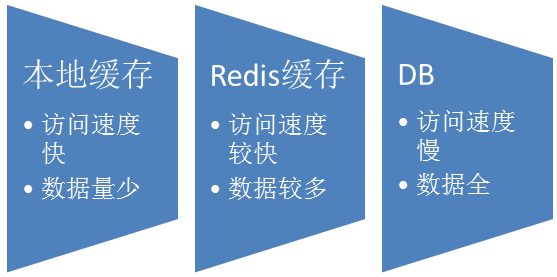 本地缓存
• 访问速度
快
• 数据量少
Redis缓存
• 访问速度
较快
• 数据较多
DB
• 访问速度
慢
• 数据全